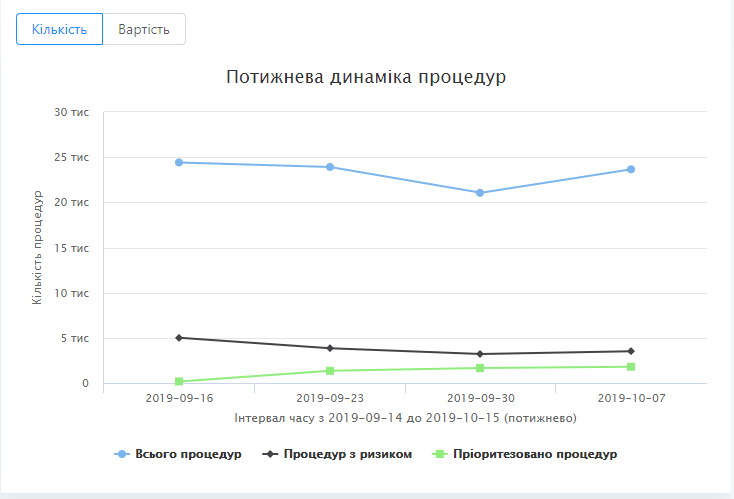 Кількість Вартість
Потижнева динаміка процедур
30 тис
25 тис
20 тис
15 тис
10 тис
5 тис
0
Кількість процедур
2019-09-16 2019-09-23 2019-09-30 2019-10-07
Інтервал часу з 2019-09-14 до 2019-10-15 (потижнево)
Всього процедур Процедур з ризиком Пріоритезовано процедур